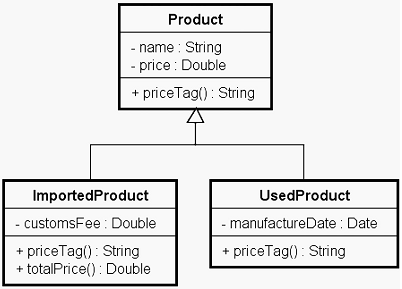 Product
- name : String
- price : Double
+ priceTag() : String
ImportedProduct
- customsFee : Double
+ priceTag() : String
+ totalPrice() : Double
UsedProduct
- manufactureDate : Date
+ priceTag() : String